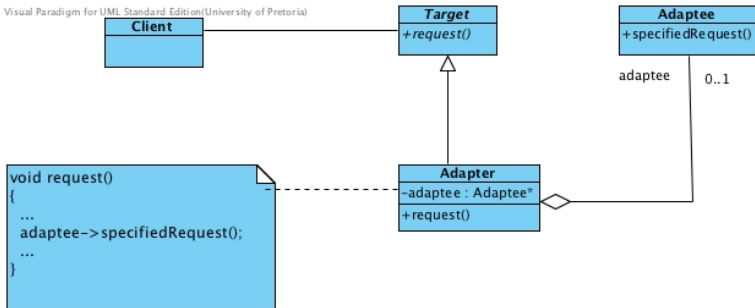 Visual Paradigm for UML Standard Edition(University of Pretoria)
Client
Target
+request()
Adaptee
+specifiedRequest()
adaptee
0..1
Adapter
-adaptee : Adaptee*
+request()
void request()
{
...
adaptee->specifiedRequest();
...
}